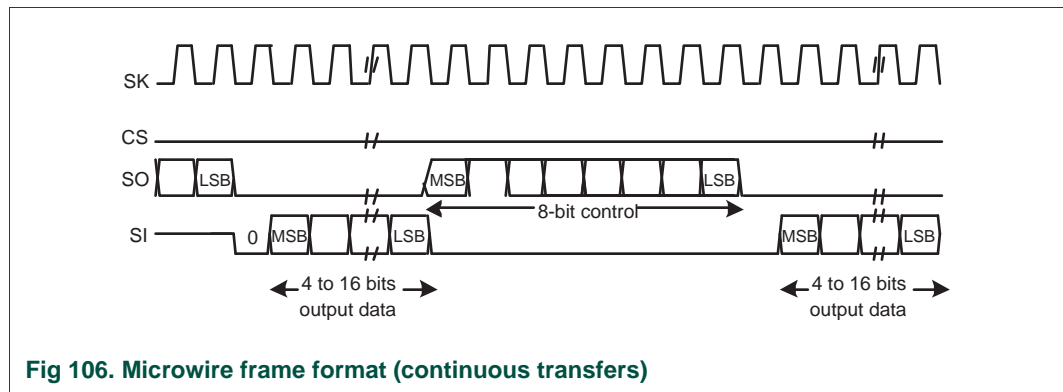 SK
CS
SO
LSB
MSB
LSB
8-bit control
SI
0
MSB
LSB
MSB
LSB
4 to 16 bits
output data
4 to 16 bits
output data
Fig 106. Microwire frame format (continuous transfers)